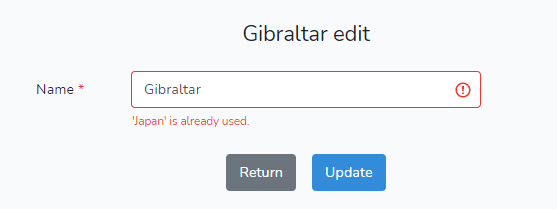 Gibraltar edit
Name * Gibraltar
'Japan' is already used.
Return Update